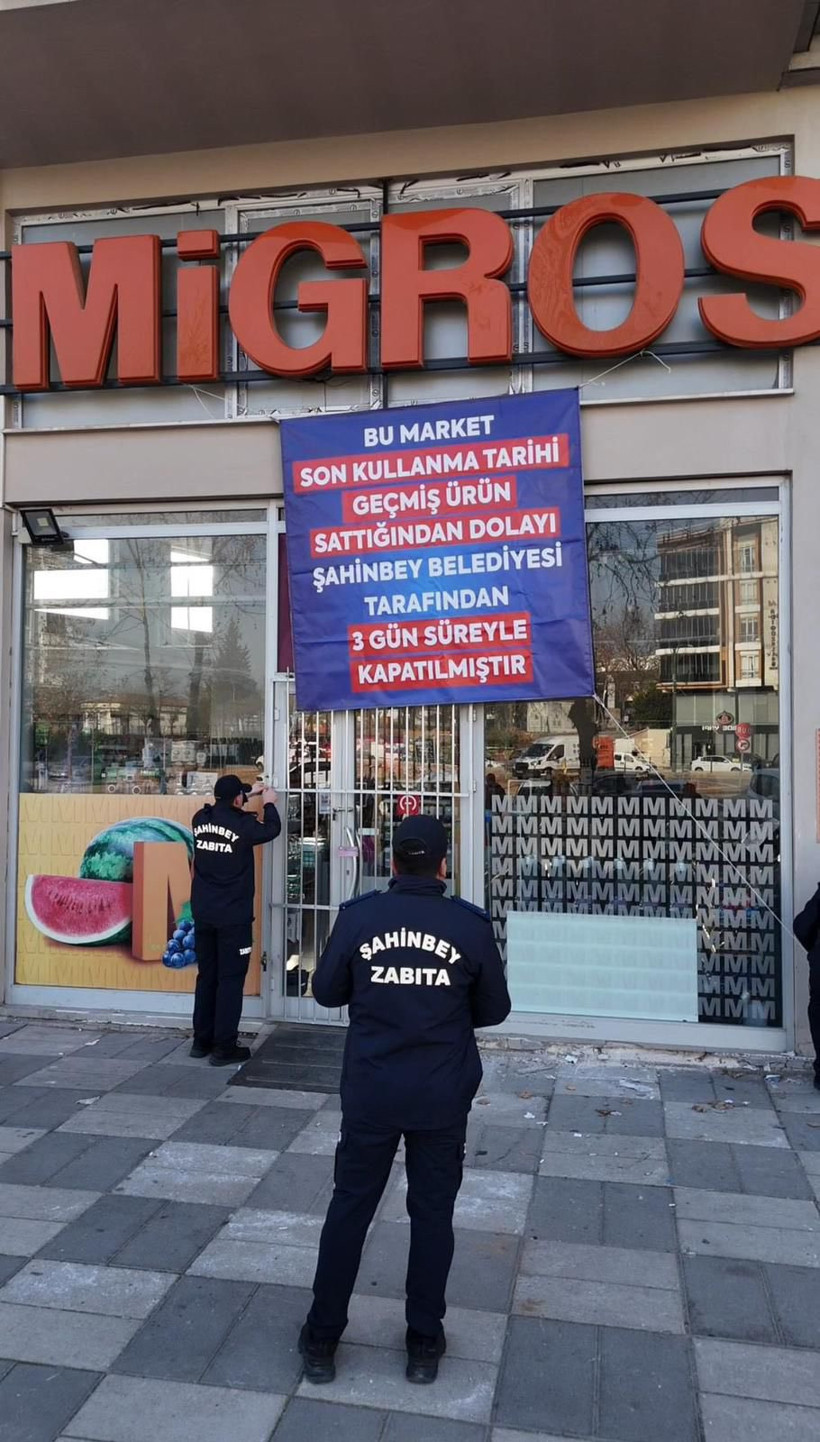 MiGROS
BU MARKET
SON KULLANMA TARİHİ
GEÇMİŞ ÜRÜN
SATTIĞINDAN DOLAYI
ŞAHİNBEY BELEDİYESİ
TARAFINDAN
3 GÜN SÜREYLE
KAPATILMIŞTIR
ŞAHİNBEY
ZABITA
ŞAHİNBEY
ZABITA
M